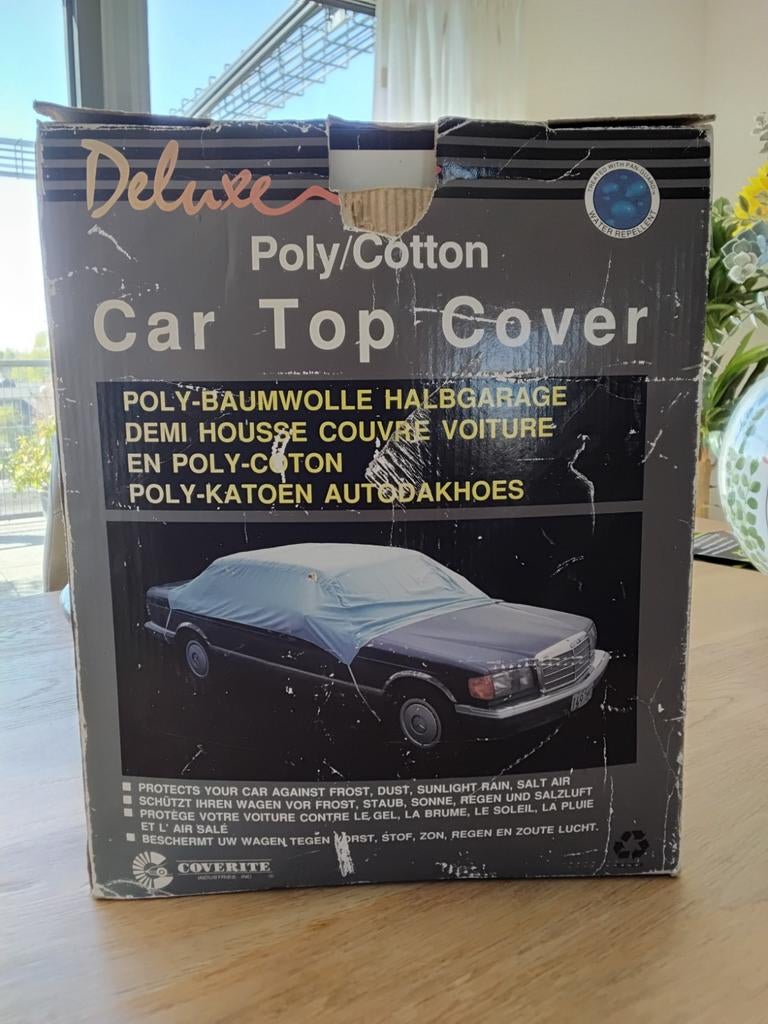 Deluxe
TREATED WITH PAK GUARD
WATER REPELLENT
Poly/Cotton
Car Top Cover
POLY-BAUMWOLLE HALBGARAGE
DEMI HOUSSE COUVRE VOITURE
EN POLY-COTON
POLY-KATOEN AUTODAKHOES
PROTECTS YOUR CAR AGAINST FROST, DUST, SUNLIGHT RAIN, SALT AIR
SCHÜTZT IHREN WAGEN VOR FROST, STAUB, SONNE, REGEN UND SALZLUFT
PROTÈGE VOTRE VOITURE CONTRE LE GEL, LA BRUME, LE SOLEIL, LA PLUIE
ET L' AIR SALÉ
BESCHERMT UW WAGEN TEGEN VORST, STOF, ZON, REGEN EN ZOUTE LUCHT.
COVERITE
INDUSTRIES INC